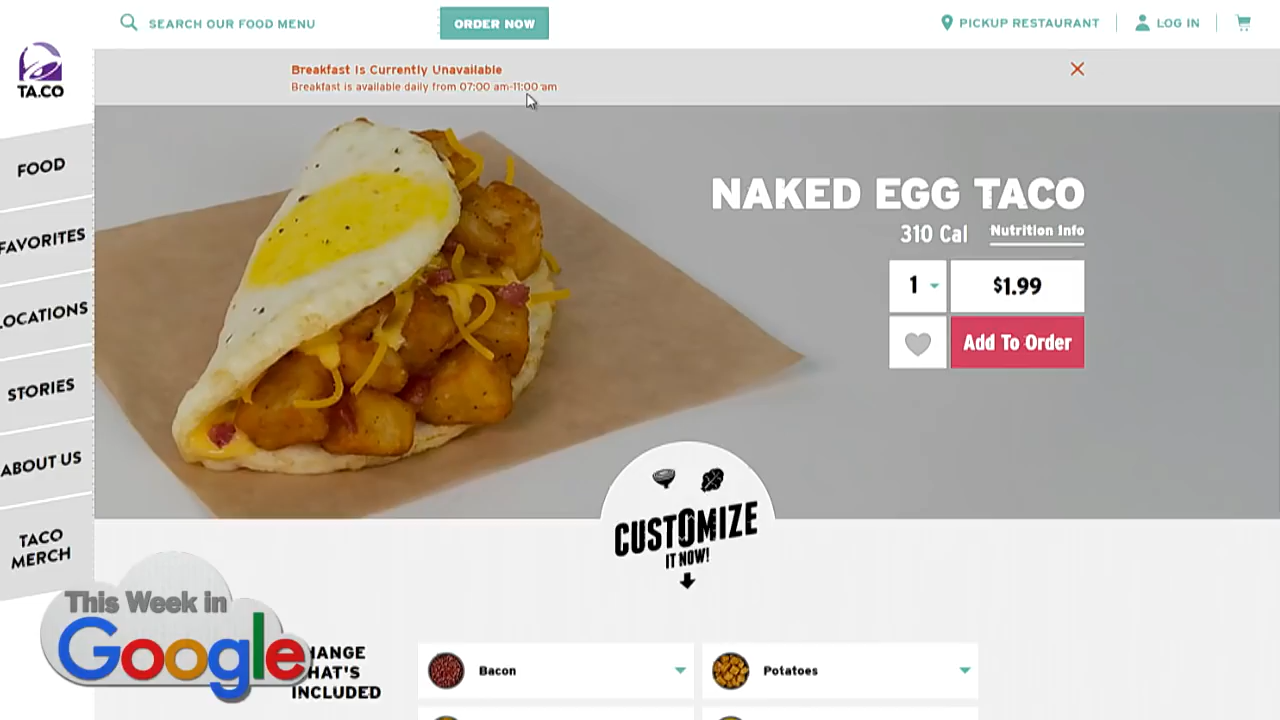 SEARCH OUR FOOD MENU
ORDER NOW
PICKUP RESTAURANT
LOG IN
TA.CO
Breakfast Is Currently Unavailable
Breakfast is available daily from 07:00 am-11:00 am
FOOD
FAVORITES
LOCATIONS
STORIES
ABOUT US
TACO
MERCH
NAKED EGG TACO
310 Cal
Nutrition Info
1
$1.99
Add To Order
CUSTOMIZE
IT NOW!
This Week in
Google
HANGE
HAT'S
INCLUDED
Bacon
Potatoes